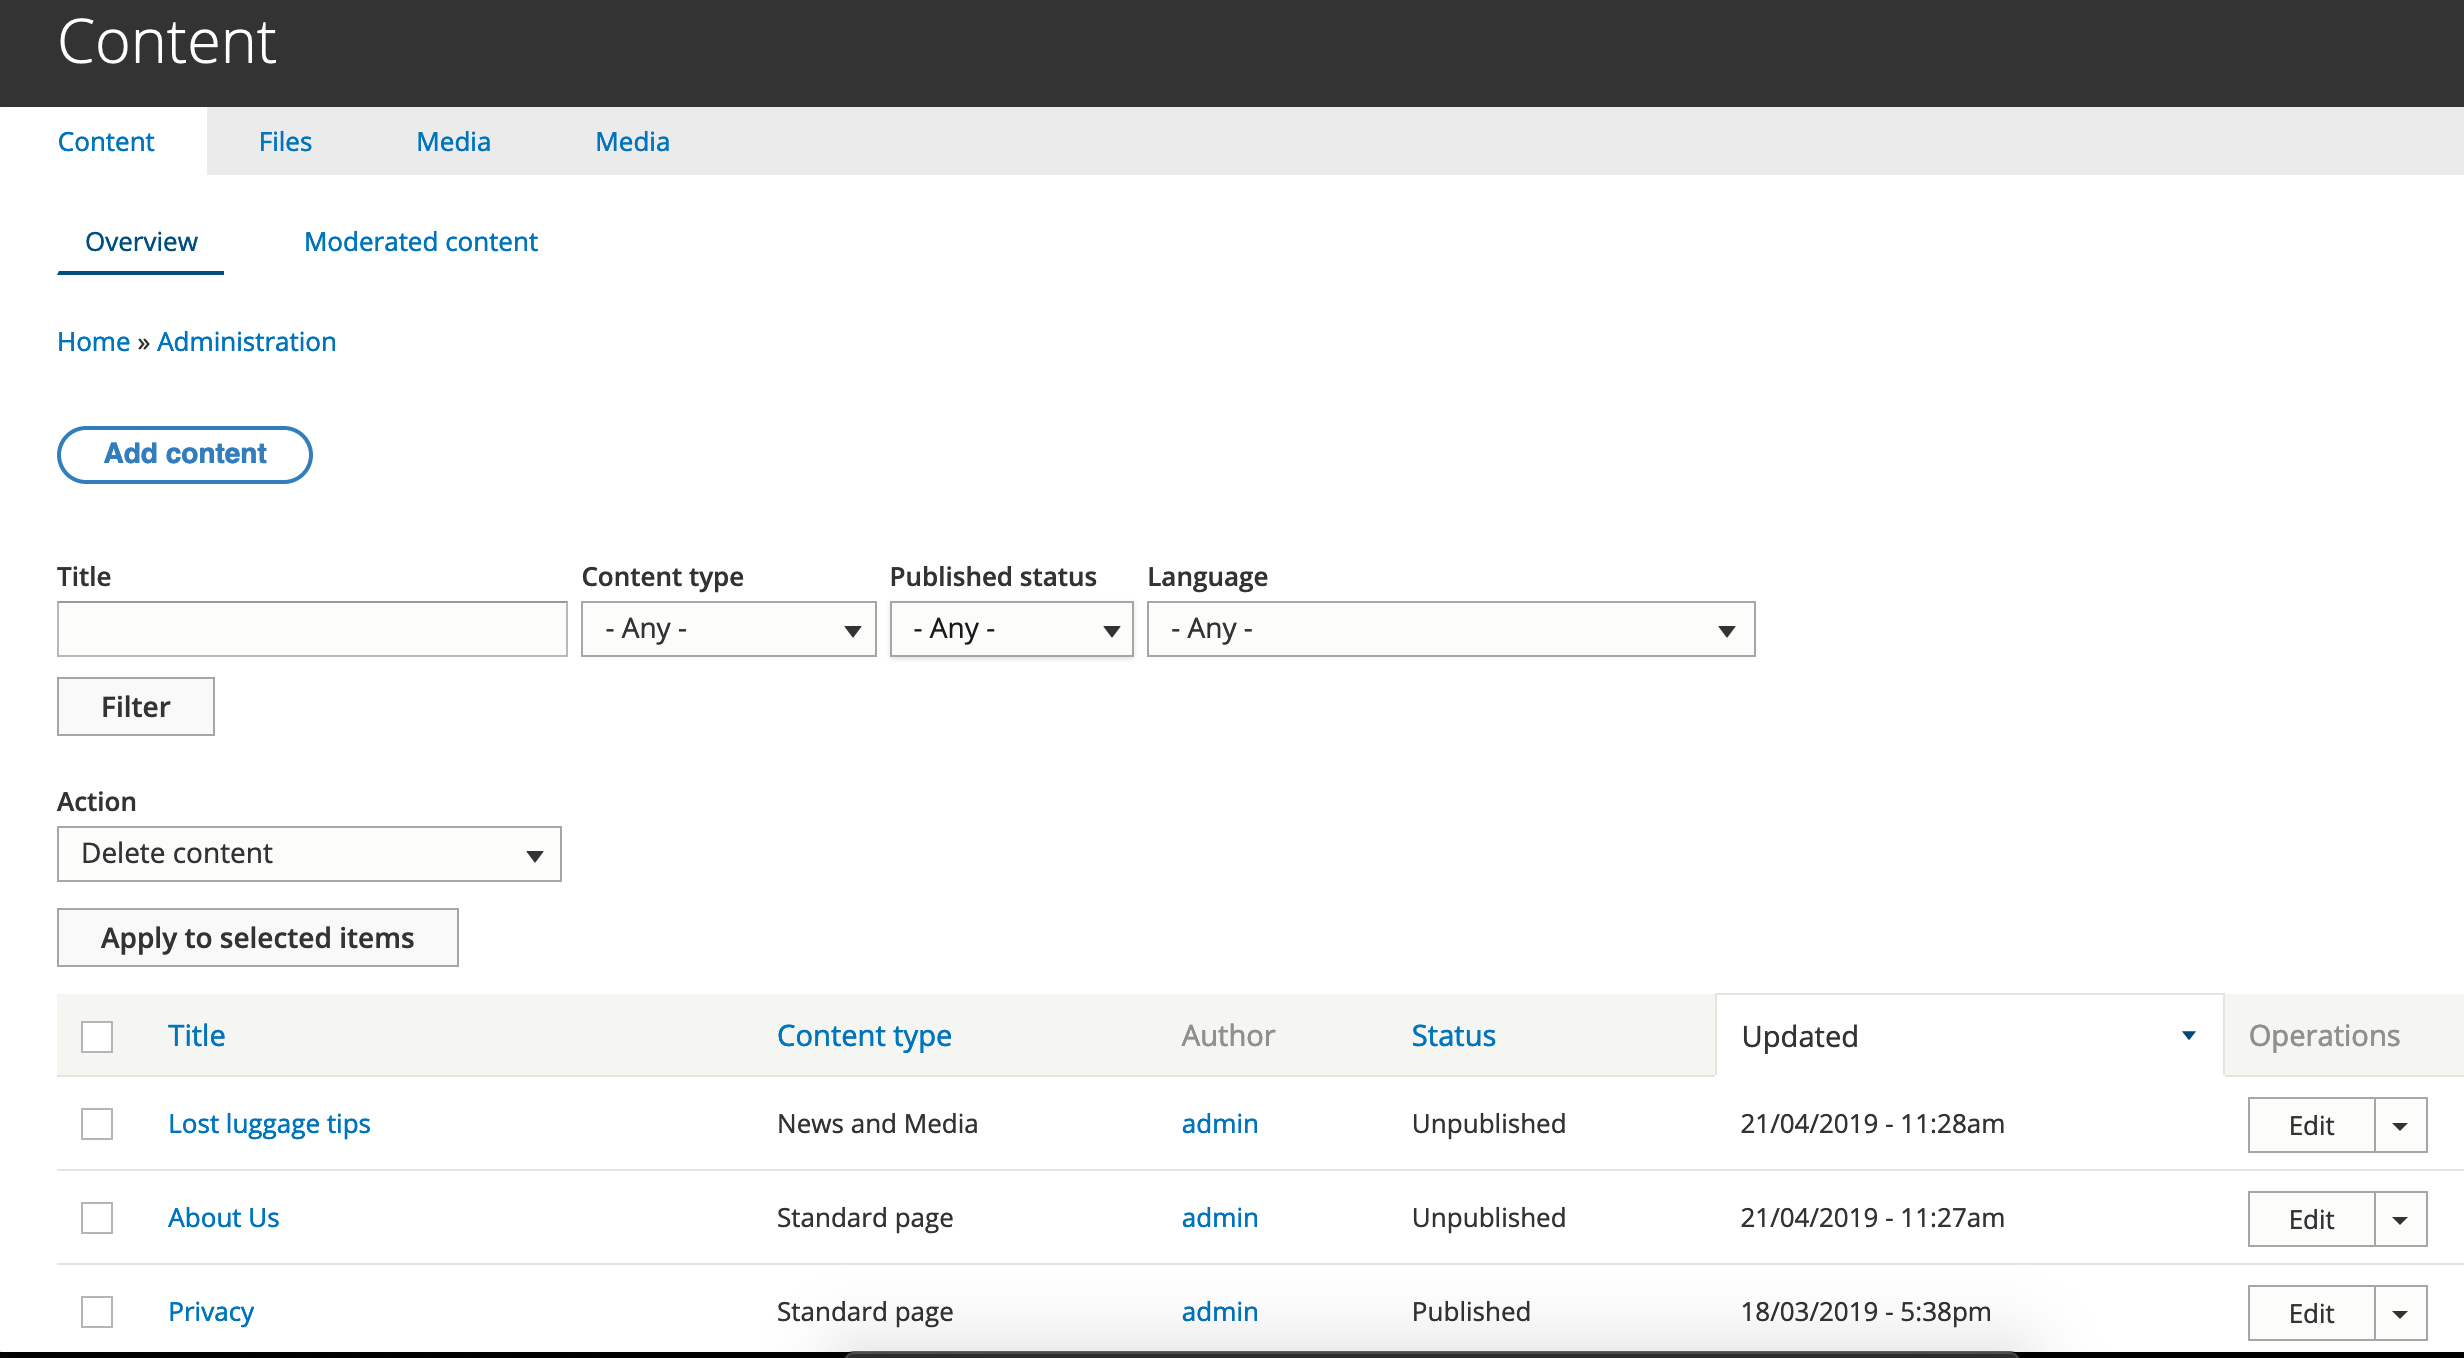 Content
Content Files Media Media
Overview Moderated content
Home » Administration
Add content
Title Content type Published status Language
- Any - - Any - - Any -
Filter
Action
Delete content
Apply to selected items
Title Content type Author Status Updated Operations
Lost luggage tips News and Media admin Unpublished 21/04/2019 - 11:28am Edit
About Us Standard page admin Unpublished 21/04/2019 - 11:27am Edit
Privacy Standard page admin Published 18/03/2019 - 5:38pm Edit